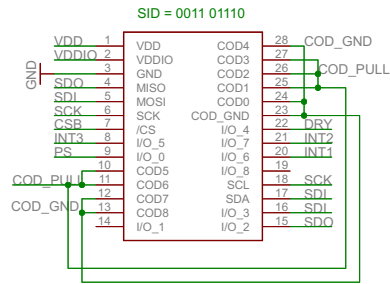 SID = 0011 01110
VDD 1 VDD COD4 28 COD_GND
VDDIO 2 VDDIO COD3 27
GND 3 GND COD2 26 COD_PULL
SDO 4 MISO COD1 25
SDI 5 MOSI COD0 24
SCK 6 SCK COD_GND 23
CSB 7 /CS I/O_4 22 DRY
INT3 8 I/O_5 I/O_7 21 INT2
PS 9 I/O_0 I/O_6 20 INT1
10 COD5 I/O_8 19
COD_PULL 11 COD6 SCL 18 SCK
12 COD7 SDA 17 SDI
COD_GND 13 COD8 I/O_3 16 SDI
14 I/O_1 I/O_2 15 SDO